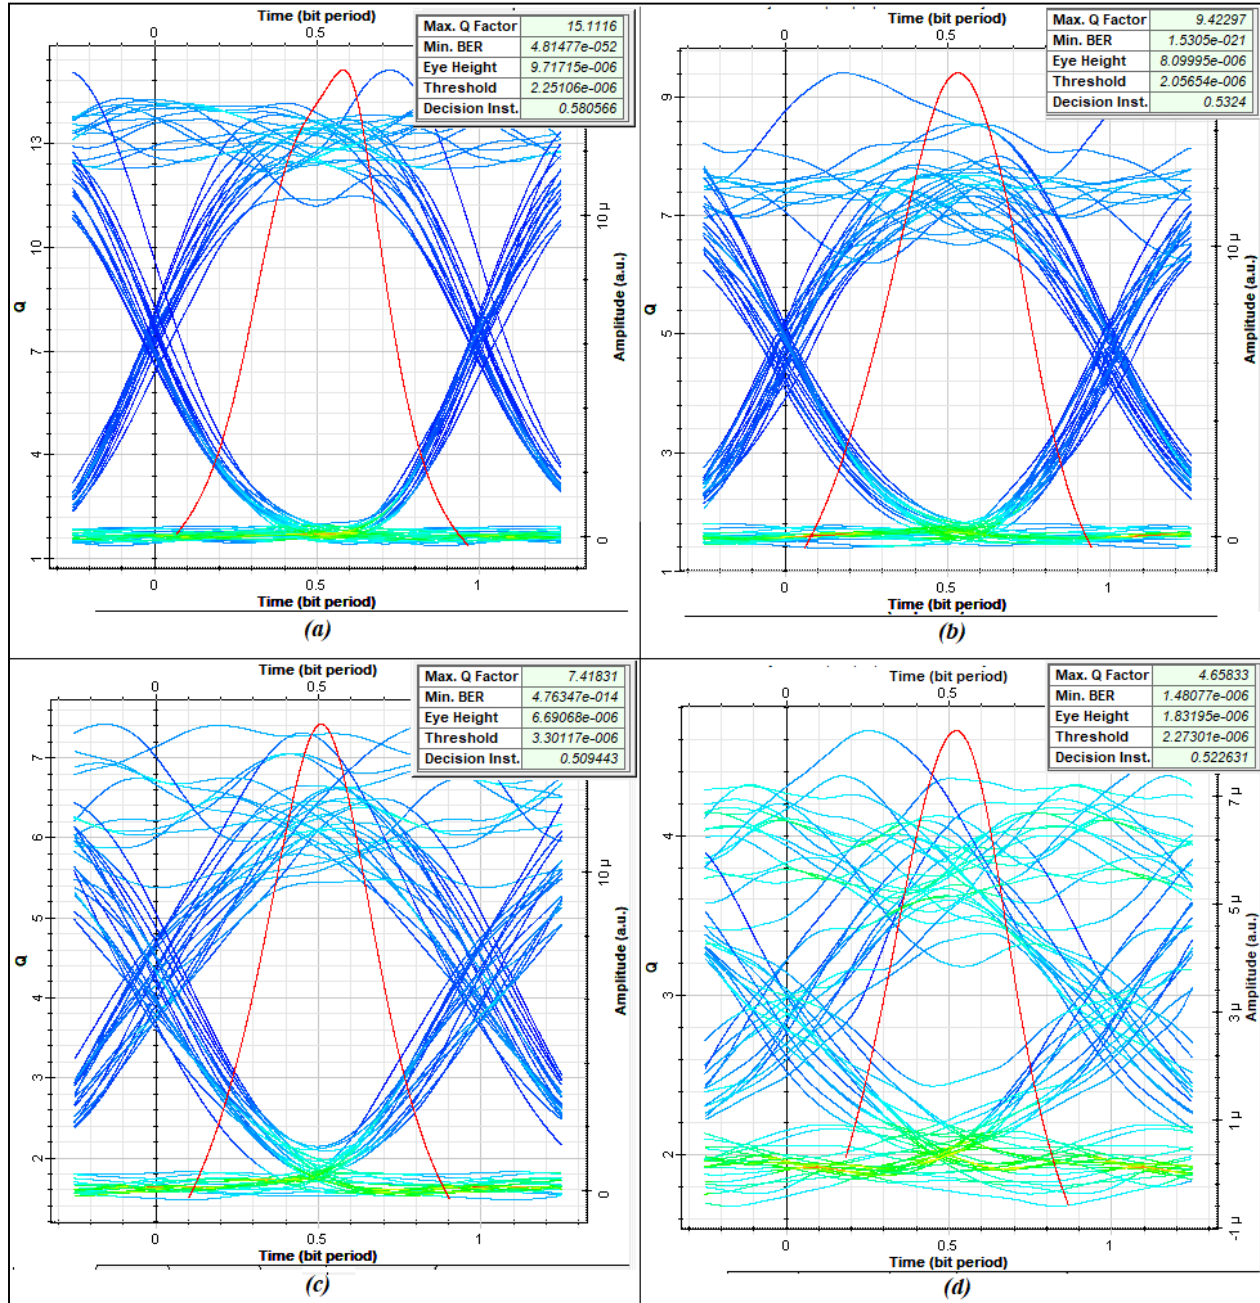 Time (bit period)
0 0.5
Max. Q Factor 15.1116
Min. BER 4.81477e-052
Eye Height 9.71715e-006
Threshold 2.25106e-006
Decision Inst. 0.580566
13
10
7
4
1
Q
10 µ
0
Amplitude (a.u.)
0 0.5 1
Time (bit period)
(a)
Time (bit period)
0 0.5
Max. Q Factor 9.42297
Min. BER 1.5305e-021
Eye Height 8.09995e-006
Threshold 2.05654e-006
Decision Inst. 0.5324
9
7
5
3
1
Q
10 µ
0
Amplitude (a.u.)
0 0.5 1
Time (bit period)
(b)
Time (bit period)
0 0.5
Max. Q Factor 7.41831
Min. BER 4.76347e-014
Eye Height 6.69068e-006
Threshold 3.30117e-006
Decision Inst. 0.509443
7
6
5
4
3
2
Q
10 µ
0
Amplitude (a.u.)
0 0.5 1
Time (bit period)
(c)
Time (bit period)
0 0.5
Max. Q Factor 4.65833
Min. BER 1.48077e-006
Eye Height 1.83195e-006
Threshold 2.27301e-006
Decision Inst. 0.522631
4
3
2
Q
7 µ
5 µ
3 µ
1 µ
-1 µ
Amplitude (a.u.)
0 0.5 1
Time (bit period)
(d)